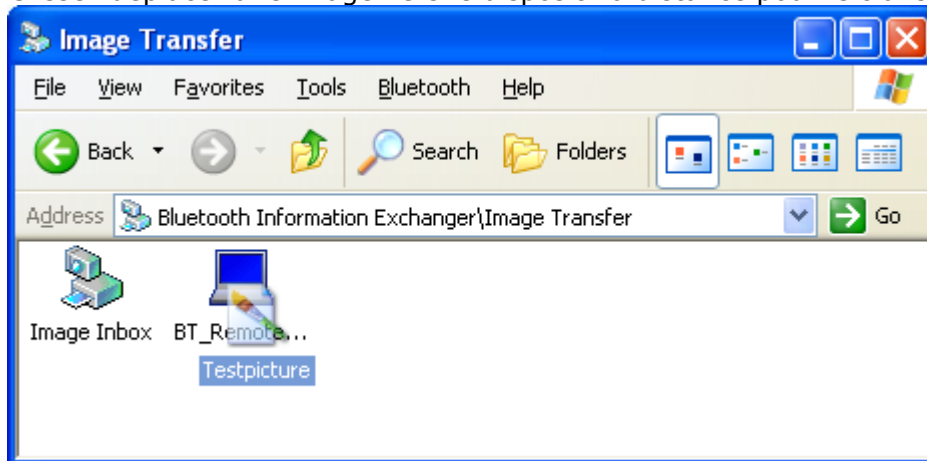 Image Transfer
File View Favorites Tools Bluetooth Help
Back Search Folders
Address Bluetooth Information Exchanger\Image Transfer Go
Image Inbox BT_Remote...
Testpicture